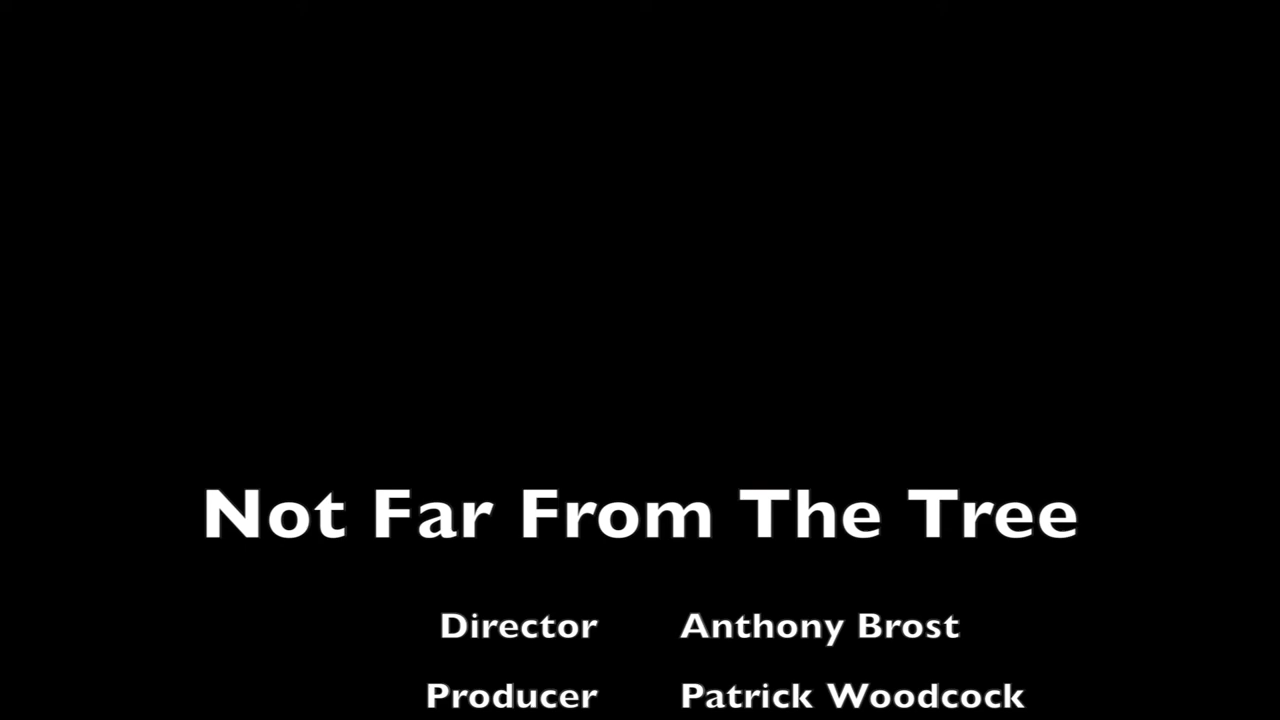 Not Far From The Tree
Director Anthony Brost
Producer Patrick Woodcock